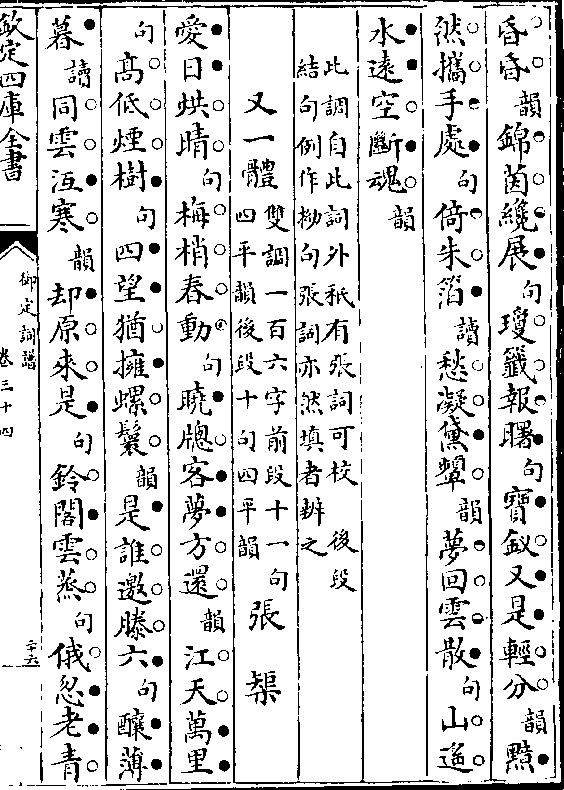 昏昏韻錦茵纔展句瓊籤報曙句寶釵又是輕分韻黯
然攜手處句倚朱箔讀愁凝黛顰韻夢回雲散句山遙
水遠空斷魂韻
此調自此詞外祇有張詞可校　後段
結句例作拗句張詞亦然填者辨之
又一體雙調一百六字前段十一句
四平韻後段十句四平韻張　榘
愛日烘晴句梅梢春動句曉牕客夢方還韻江天萬里
句高低煙樹句四望猶擁螺鬟韻是誰邀滕六句釀薄
暮讀同雲沍寒韻却原來是句鈴閣雲蒸句俄忽老青
欽定四庫全書
御定詞譜
卷三十四
二十六